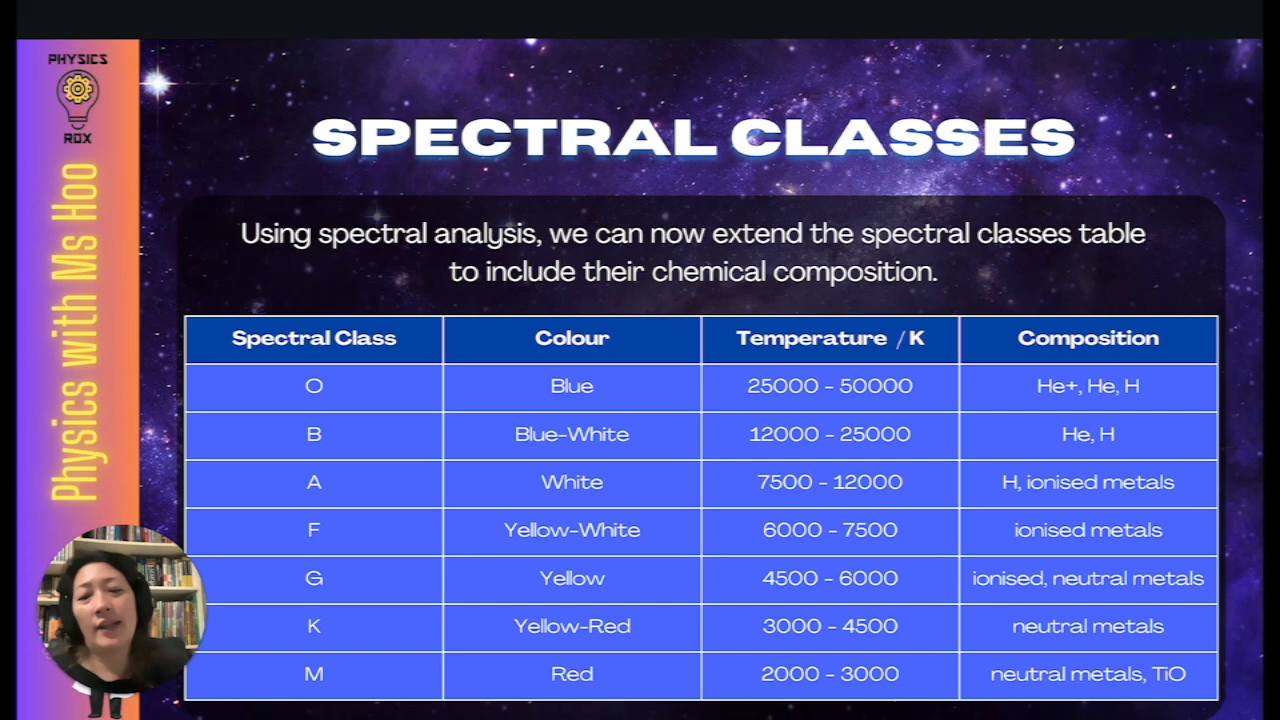 PHYSICS
ROX
Physics with Ms Hoo
SPECTRAL CLASSES
Using spectral analysis, we can now extend the spectral classes table
to include their chemical composition.
Spectral Class Colour Temperature / K Composition
O Blue 25000 - 50000 He+, He, H
B Blue-White 12000 - 25000 He, H
A White 7500 - 12000 H, ionised metals
F Yellow-White 6000 - 7500 ionised metals
G Yellow 4500 - 6000 ionised, neutral metals
K Yellow-Red 3000 - 4500 neutral metals
M Red 2000 - 3000 neutral metals, TiO